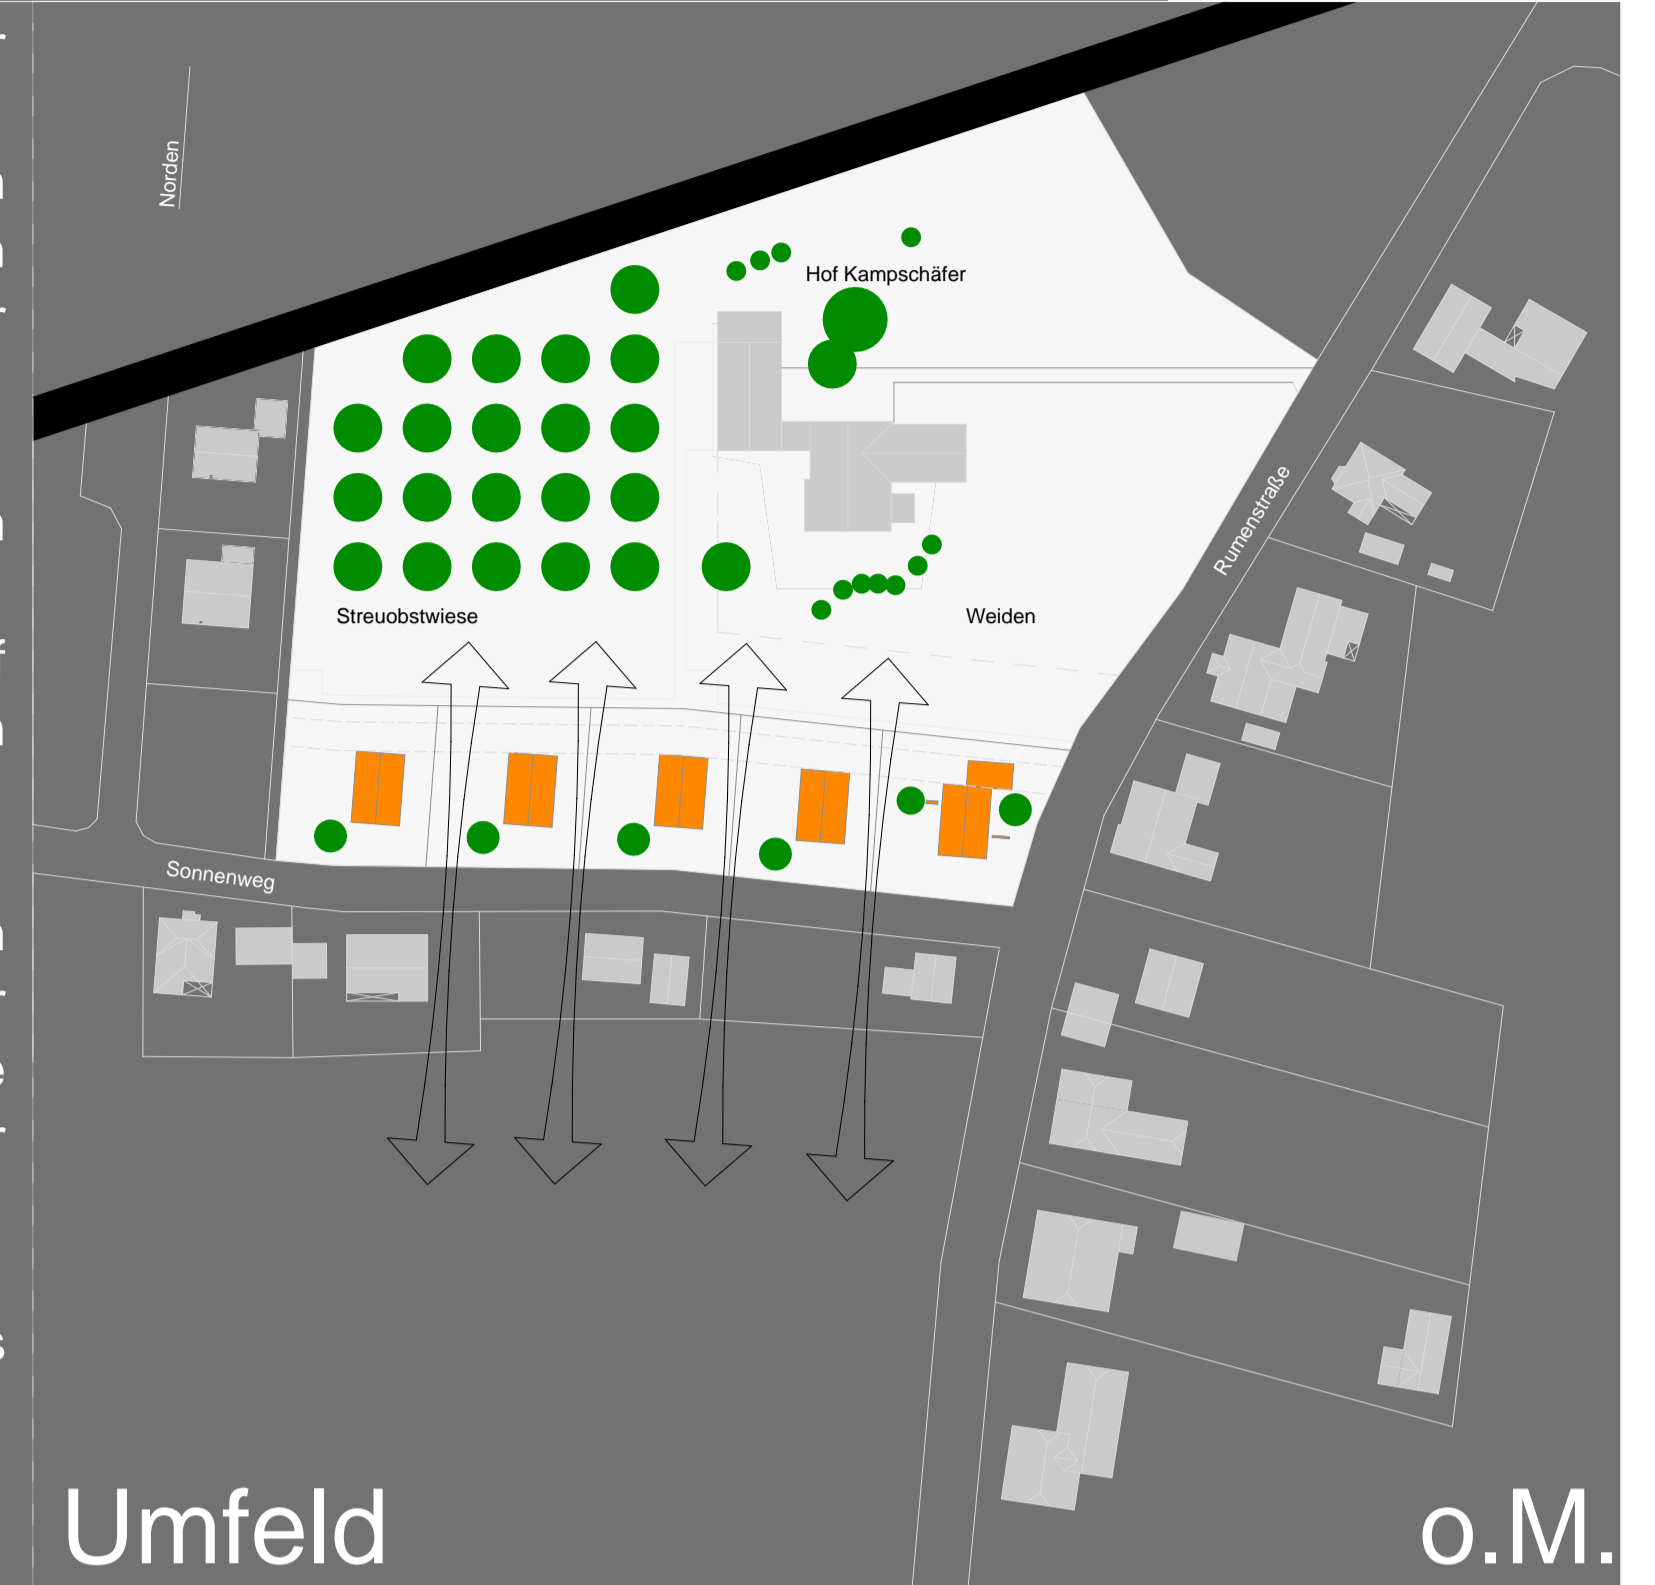 Norden
Hof Kampschäfer
Rumenstraße
Streuobstwiese
Weiden
Sonnenweg
Umfeld
o.M.